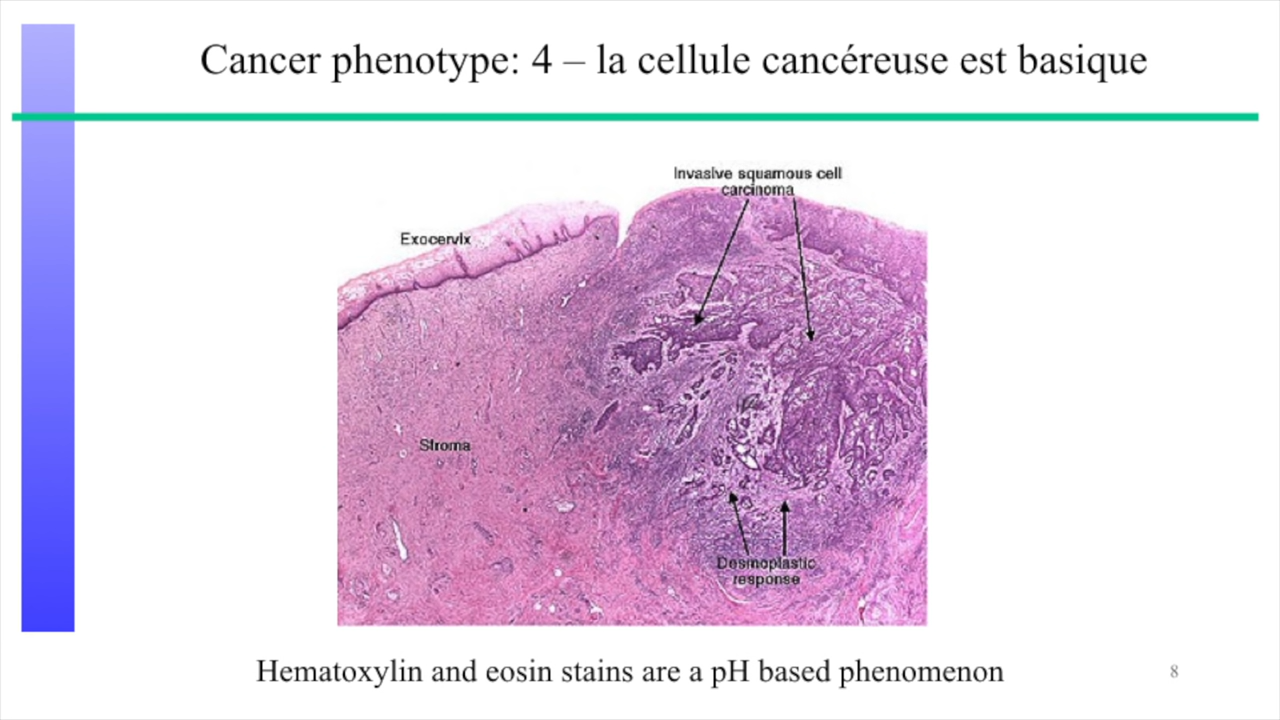 Cancer phenotype: 4 – la cellule cancéreuse est basique
Invasive squamous cell
carcinoma
Exocervix
Stroma
Desmoplastic
response
Hematoxylin and eosin stains are a pH based phenomenon
8